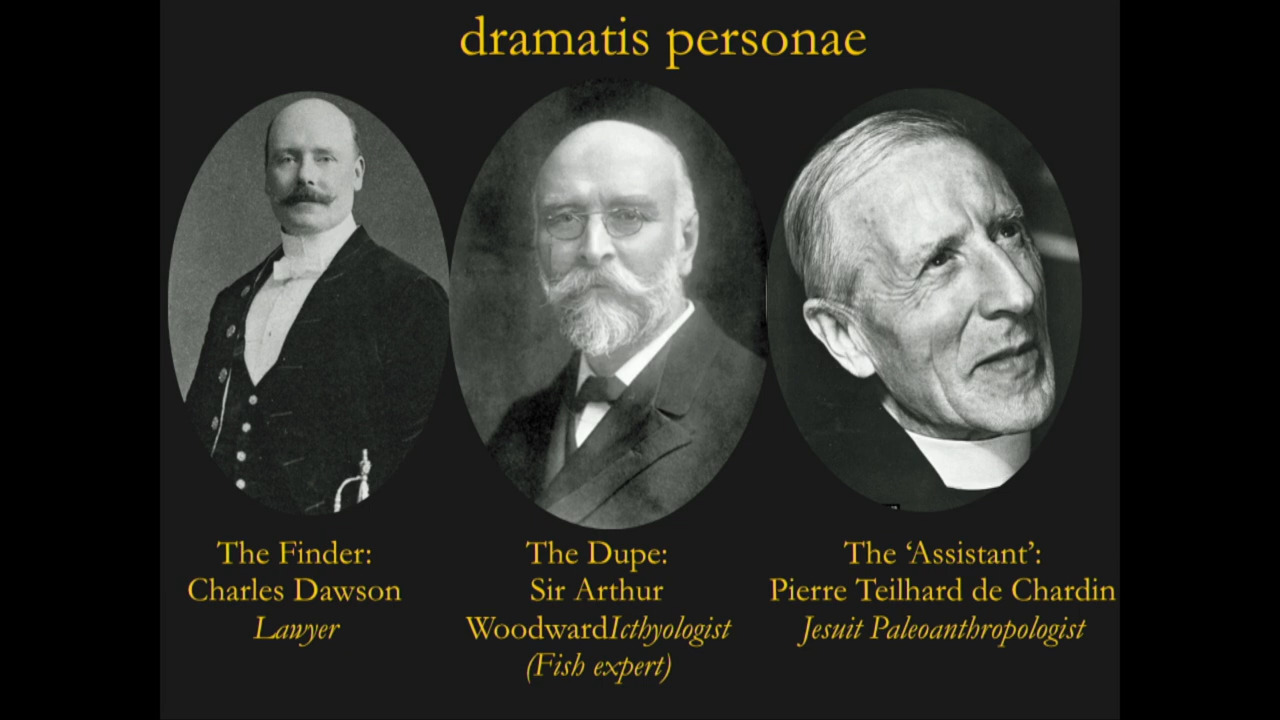 dramatis personae
The Finder:
Charles Dawson
Lawyer
The Dupe:
Sir Arthur
WoodwardIcthyologist
(Fish expert)
The ‘Assistant’:
Pierre Teilhard de Chardin
Jesuit Paleoanthropologist